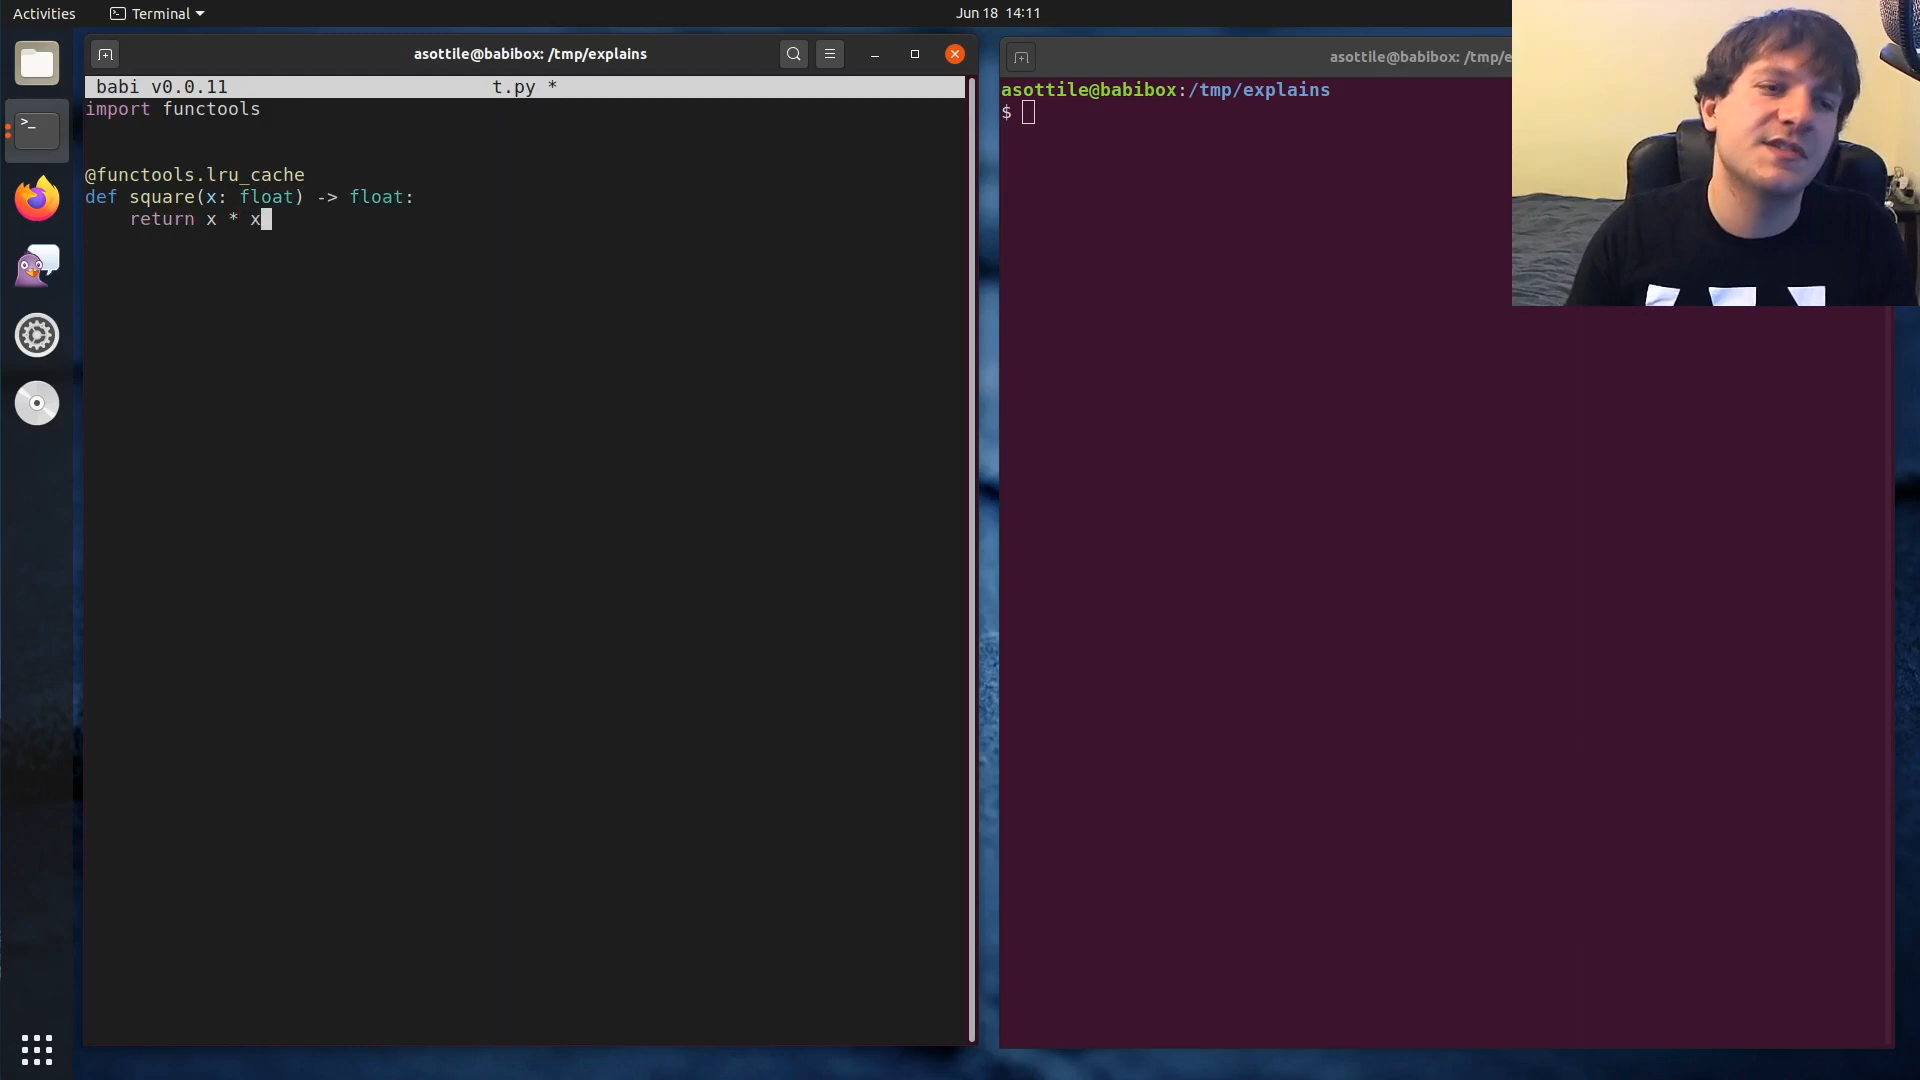 Activities
Terminal
Jun 18 14:11
asottile@babibox: /tmp/explains
babi v0.0.11 t.py *
import functools
@functools.lru_cache
def square(x: float) -> float:
    return x * x
asottile@babibox: /tmp/e
asottile@babibox:/tmp/explains
$